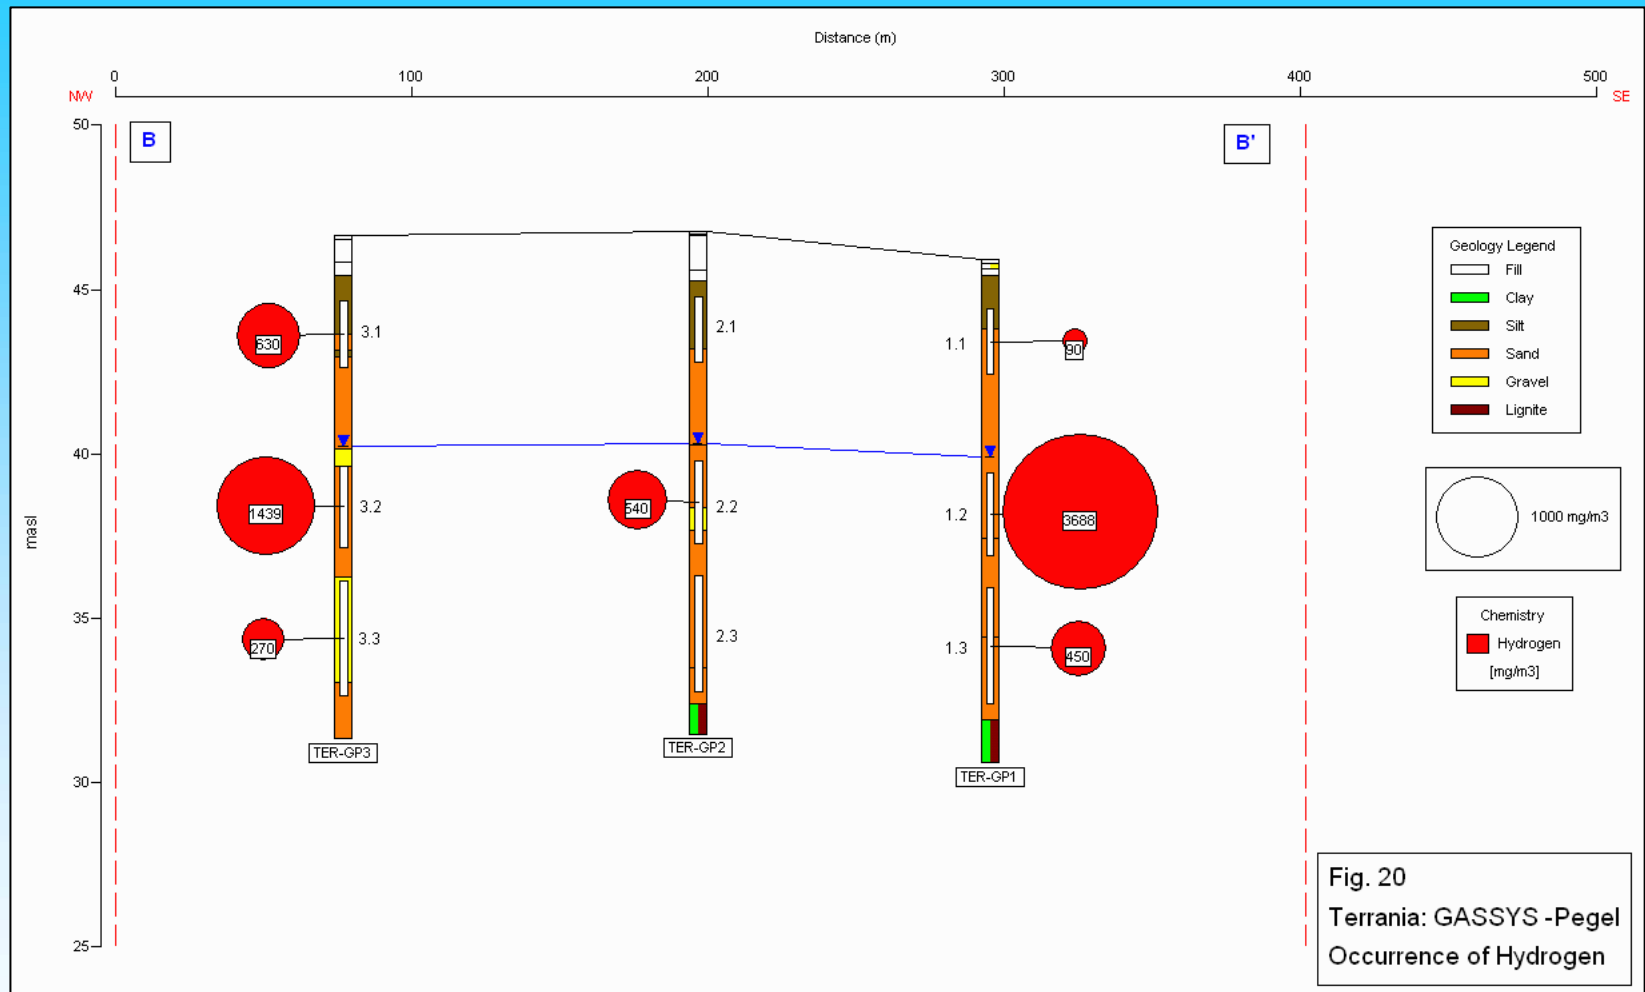 Distance (m)
0 100 200 300 400 500
NW SE
50
B B'
45
40
35
30
25
masl
630
3.1
1439
3.2
270
3.3
TER-GP3
2.1
540
2.2
2.3
TER-GP2
1.1
90
1.2
3688
1.3
450
TER-GP1
Geology Legend
Fill
Clay
Silt
Sand
Gravel
Lignite
1000 mg/m3
Chemistry
Hydrogen
[mg/m3]
Fig. 20
Terrania: GASSYS -Pegel
Occurrence of Hydrogen